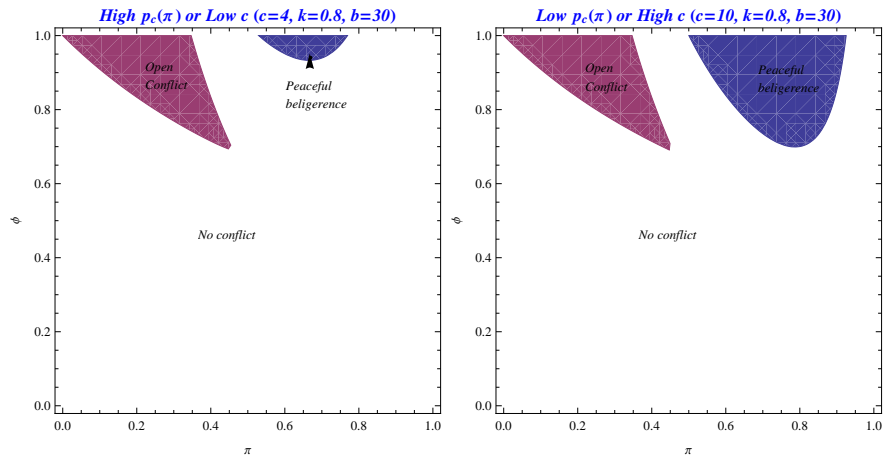 High p_c(π) or Low c (c=4, k=0.8, b=30)
1.0
0.8
0.6
0.4
0.2
0.0
ϕ
Open
Conflict
Peaceful
beligerence
No conflict
0.0 0.2 0.4 0.6 0.8 1.0
π
Low p_c(π) or High c (c=10, k=0.8, b=30)
1.0
0.8
0.6
0.4
0.2
0.0
ϕ
Open
Conflict
Peaceful
beligerence
No conflict
0.0 0.2 0.4 0.6 0.8 1.0
π